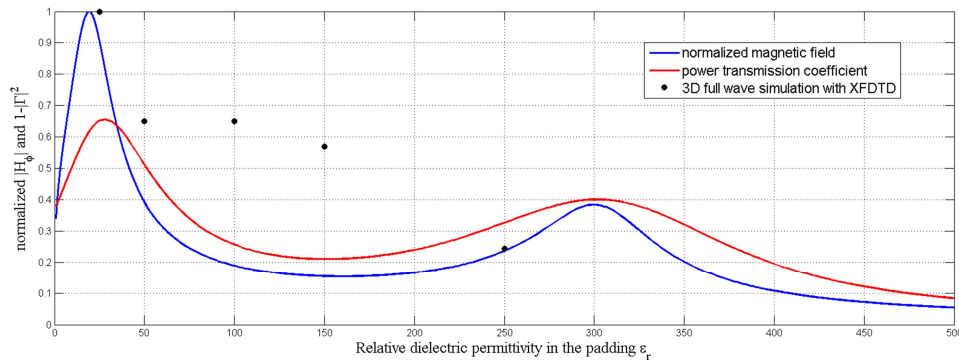 1
0.9
0.8
0.7
0.6
0.5
0.4
0.3
0.2
0.1
0
normalized |H_ϕ| and 1-|Γ|²
normalized magnetic field
power transmission coefficient
3D full wave simulation with XFDTD
0 50 100 150 200 250 300 350 400 450 500
Relative dielectric permittivity in the padding ε_r